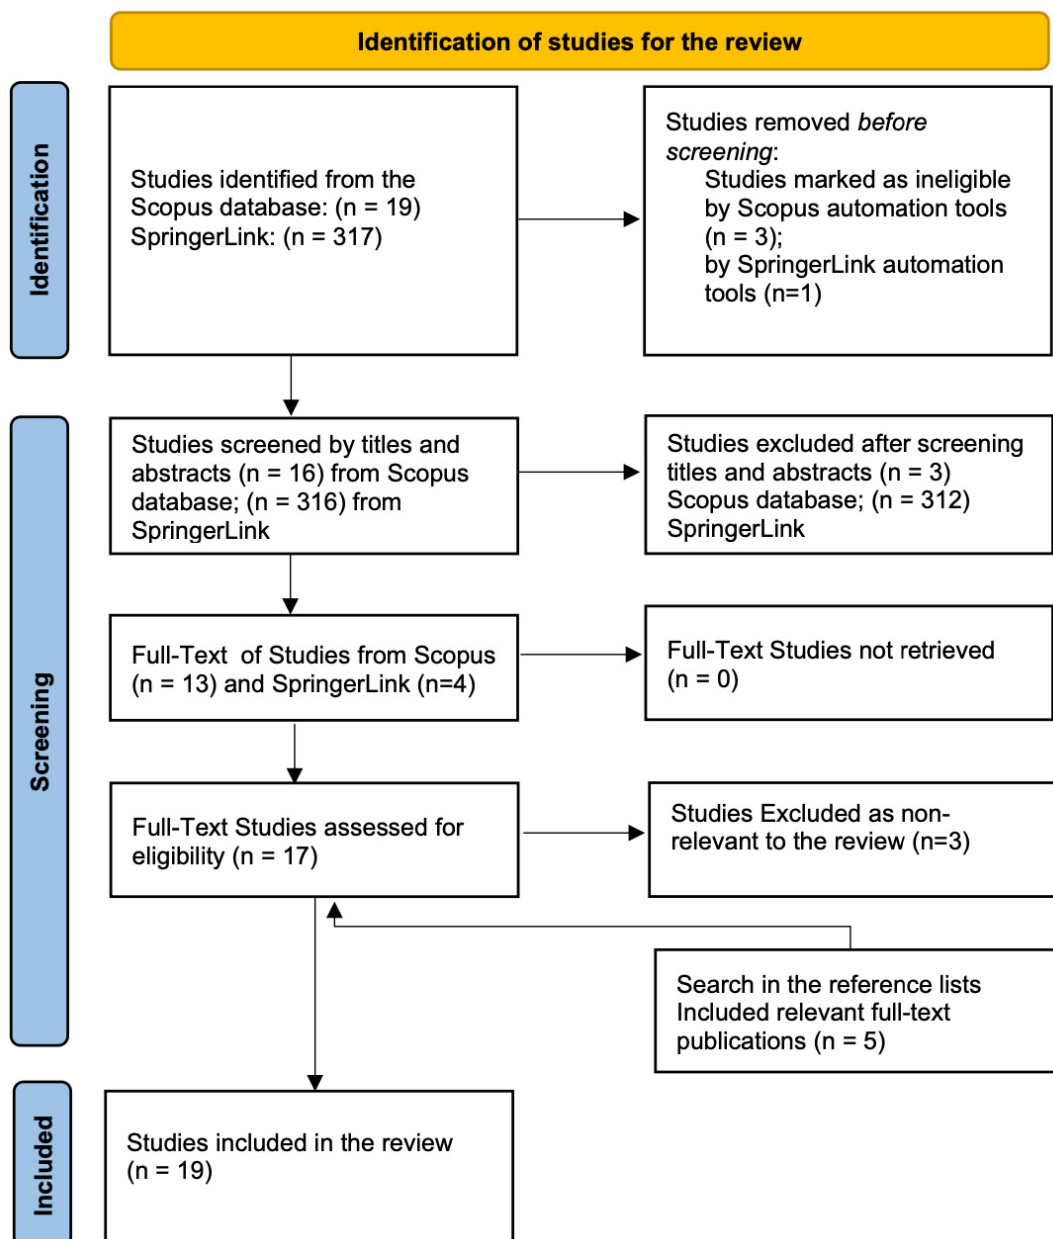 Identification of studies for the review
Identification
Studies identified from the
Scopus database: (n = 19)
SpringerLink: (n = 317)
Studies removed before
screening:
Studies marked as ineligible
by Scopus automation tools
(n = 3);
by SpringerLink automation
tools (n=1)
Screening
Studies screened by titles and
abstracts (n = 16) from Scopus
database; (n = 316) from
SpringerLink
Studies excluded after screening
titles and abstracts (n = 3)
Scopus database; (n = 312)
SpringerLink
Full-Text of Studies from Scopus
(n = 13) and SpringerLink (n=4)
Full-Text Studies not retrieved
(n = 0)
Full-Text Studies assessed for
eligibility (n = 17)
Studies Excluded as non-
relevant to the review (n=3)
Search in the reference lists
Included relevant full-text
publications (n = 5)
Included
Studies included in the review
(n = 19)